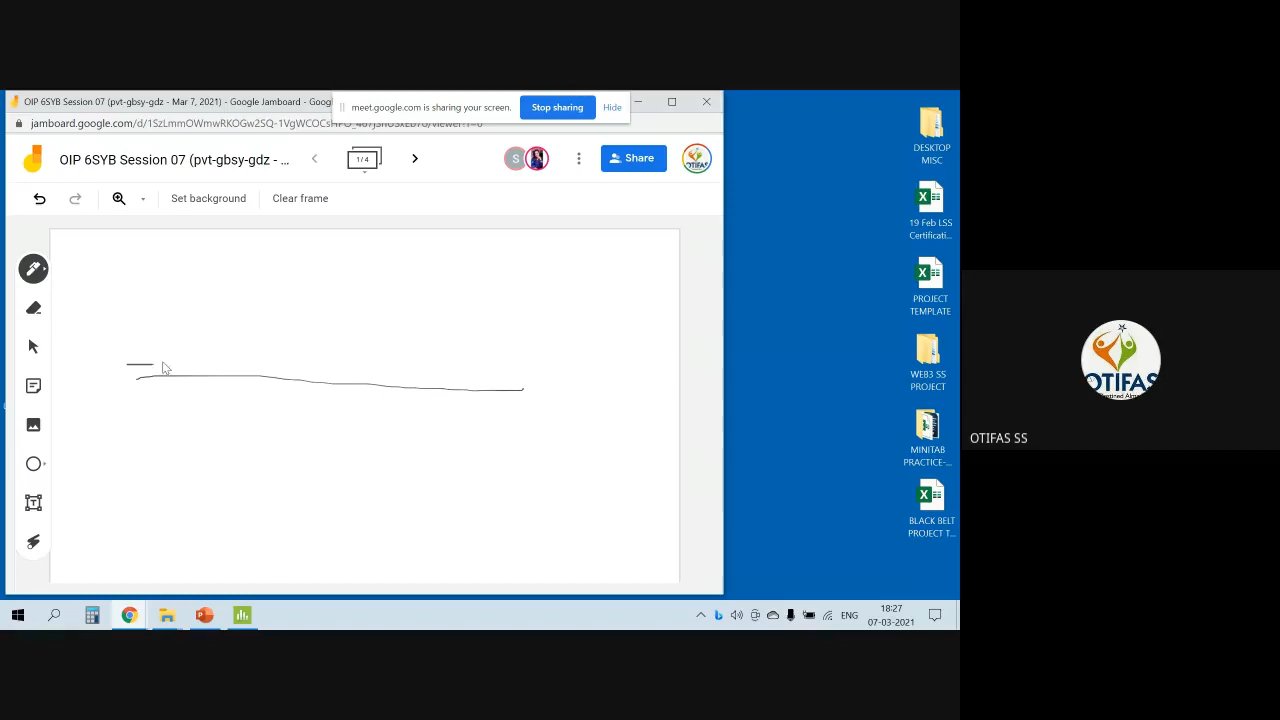 OIP 6SYB Session 07 (pvt-gbsy-gdz - Mar 7, 2021) - Google Jamboard - Goog
meet.google.com is sharing your screen.
Stop sharing
Hide
OIP 6SYB Session 07 (pvt-gbsy-gdz - ...
1/4
S
Share
OTIFAS
Set background
Clear frame
T
DESKTOP
MISC
19 Feb LSS
Certificati...
PROJECT
TEMPLATE
WEB3 SS
PROJECT
MINITAB
PRACTICE-...
BLACK BELT
PROJECT T...
OTIFAS
OTIFAS SS
ENG
18:27
07-03-2021